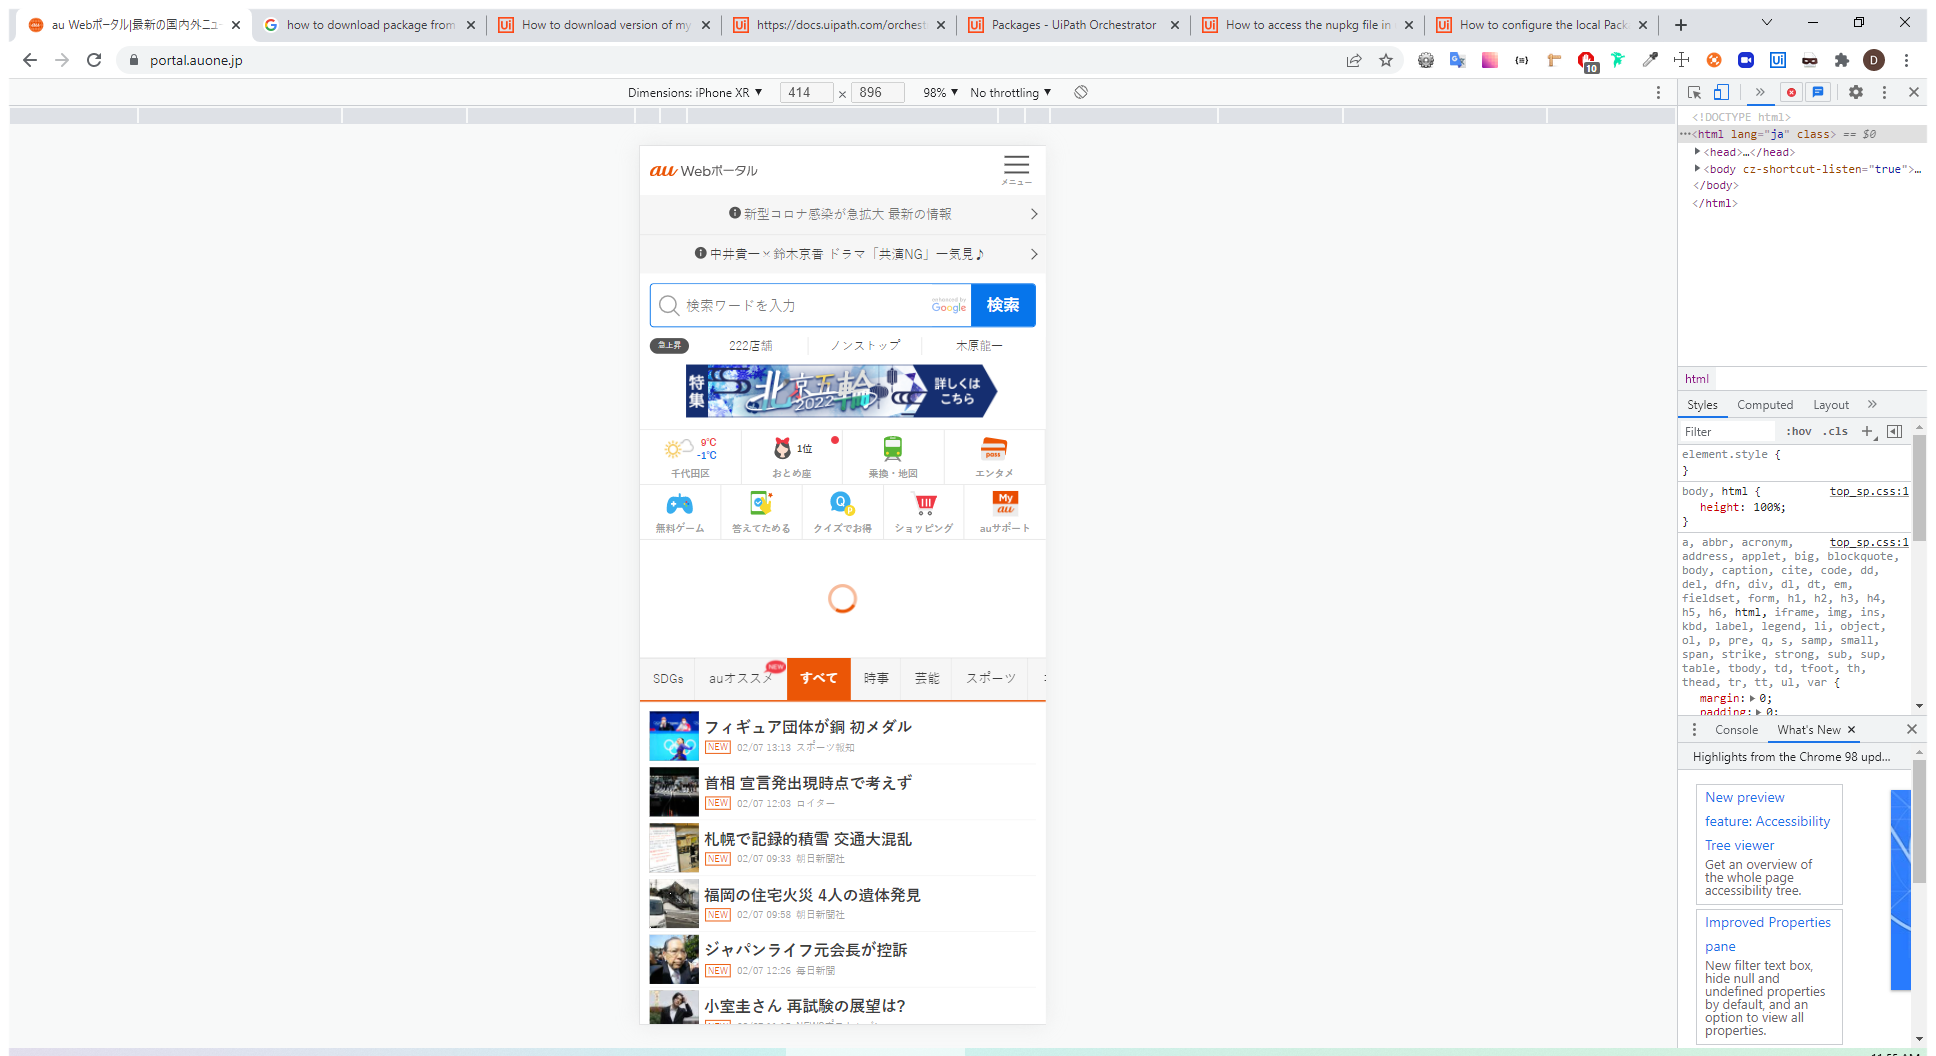 au Webポータル|最新の国内外ニュ
how to download package from
How to download version of my
https://docs.uipath.com/orchest
Packages - UiPath Orchestrator
How to access the nupkg file in
How to configure the local Pack
portal.auone.jp
10
D
Dimensions: iPhone XR
414
×
896
98%
No throttling
<!DOCTYPE html>
<html lang="ja" class> == $0
<head>…</head>
<body cz-shortcut-listen="true">…
</body>
</html>
html
Styles
Computed
Layout
Filter
:hov
.cls
element.style {
}
body, html {
top_sp.css:1
height: 100%;
}
a, abbr, acronym,
top_sp.css:1
address, applet, big, blockquote,
body, caption, cite, code, dd,
del, dfn, div, dl, dt, em,
fieldset, form, h1, h2, h3, h4,
h5, h6, html, iframe, img, ins,
kbd, label, legend, li, object,
ol, p, pre, q, s, samp, small,
span, strike, strong, sub, sup,
table, tbody, td, tfoot, th,
thead, tr, tt, ul, var {
margin: 0;
padding: 0;
Console
What's New
Highlights from the Chrome 98 upd...
New preview
feature: Accessibility
Tree viewer
Get an overview of
the whole page
accessibility tree.
Improved Properties
pane
New filter text box,
hide null and
undefined properties
by default, and an
option to view all
properties.
au Webポータル
メニュー
新型コロナ感染が急拡大 最新の情報
中井貴一×鈴木京香 ドラマ「共演NG」一気見♪
検索ワードを入力
enhanced by
Google
検索
急上昇
222店舗
ノンストップ
木原龍一
特集
北京五輪
2022
詳しくは
こちら
9℃
-1℃
千代田区
1位
おとめ座
乗換・地図
pass
エンタメ
無料ゲーム
答えてためる
Q
P
クイズでお得
ショッピング
My
au
auサポート
SDGs
auオススメ
NEW
すべて
時事
芸能
スポーツ
フィギュア団体が銅 初メダル
NEW 02/07 13:13 スポーツ報知
首相 宣言発出現時点で考えず
NEW 02/07 12:03 ロイター
札幌で記録的積雪 交通大混乱
NEW 02/07 09:33 朝日新聞社
福岡の住宅火災 4人の遺体発見
NEW 02/07 09:58 朝日新聞社
ジャパンライフ元会長が控訴
NEW 02/07 12:26 毎日新聞
小室圭さん 再試験の展望は?